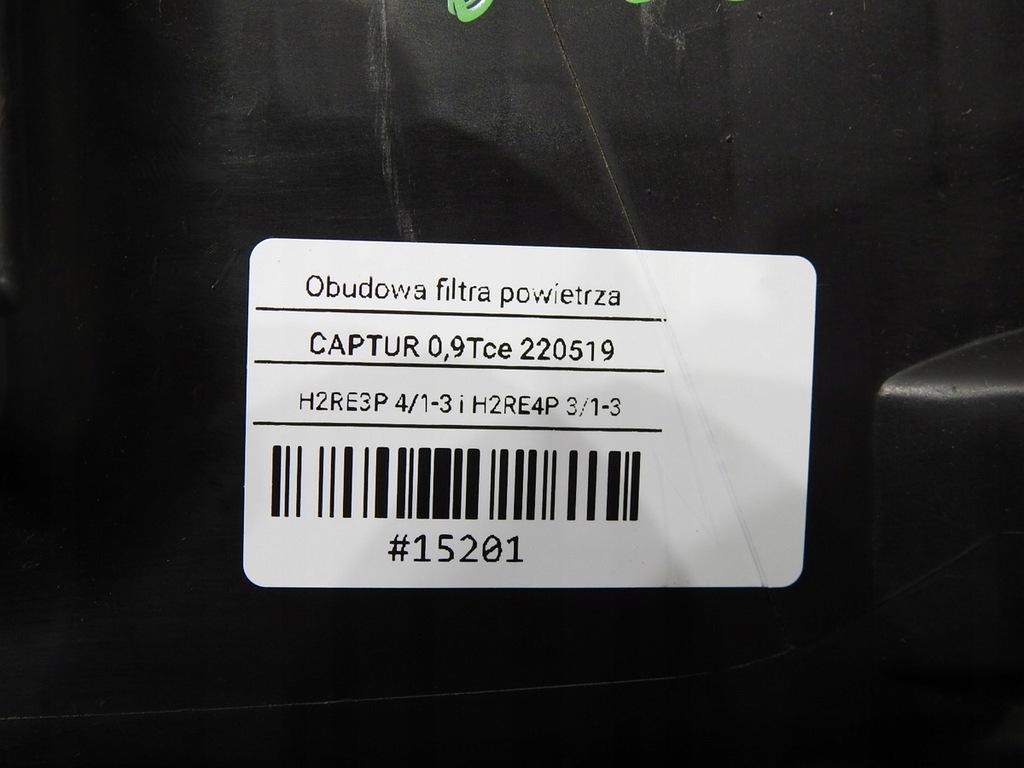 Obudowa filtra powietrza
CAPTUR 0,9Tce 220519
H2RE3P 4/1-3 i H2RE4P 3/1-3
#15201